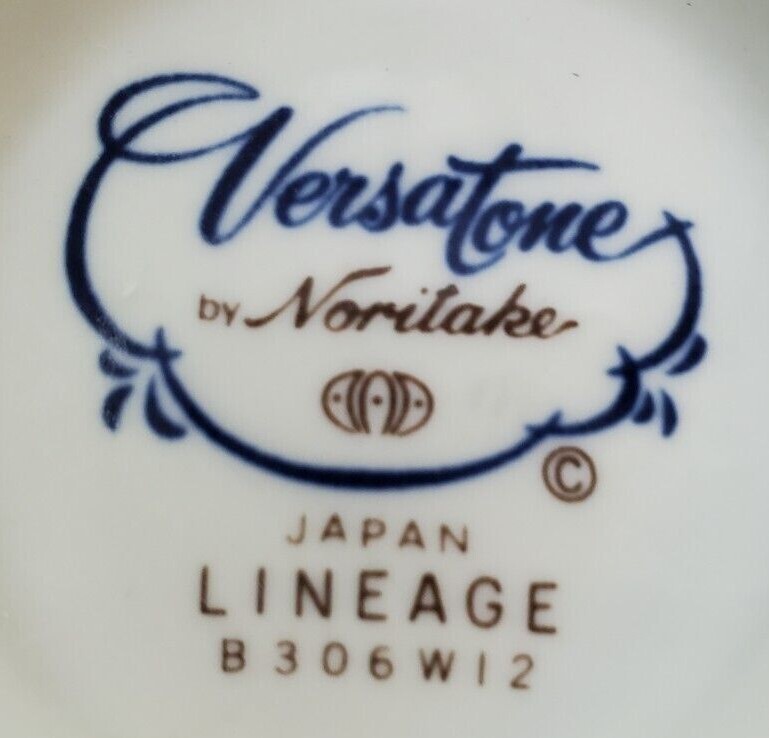 Versatone
by Noritake
©
JAPAN
LINEAGE
B306W12